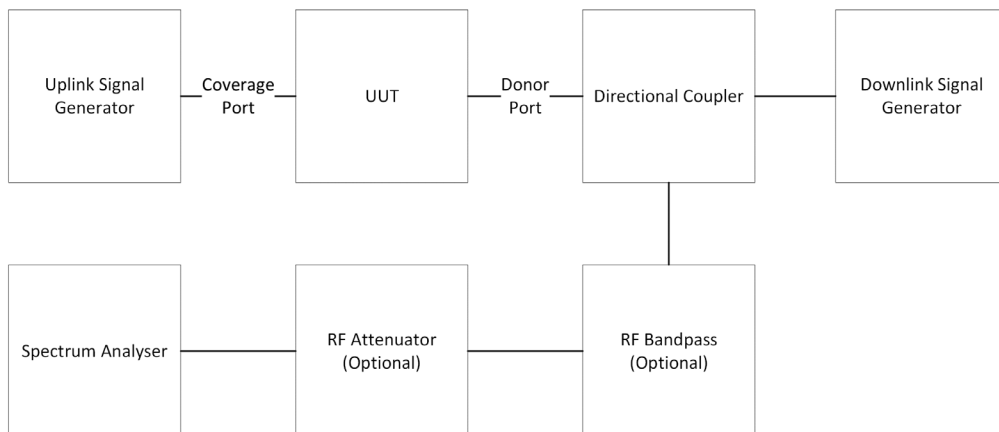 Uplink Signal
Generator
Coverage
Port
UUT
Donor
Port
Directional Coupler
Downlink Signal
Generator
Spectrum Analyser
RF Attenuator
(Optional)
RF Bandpass
(Optional)